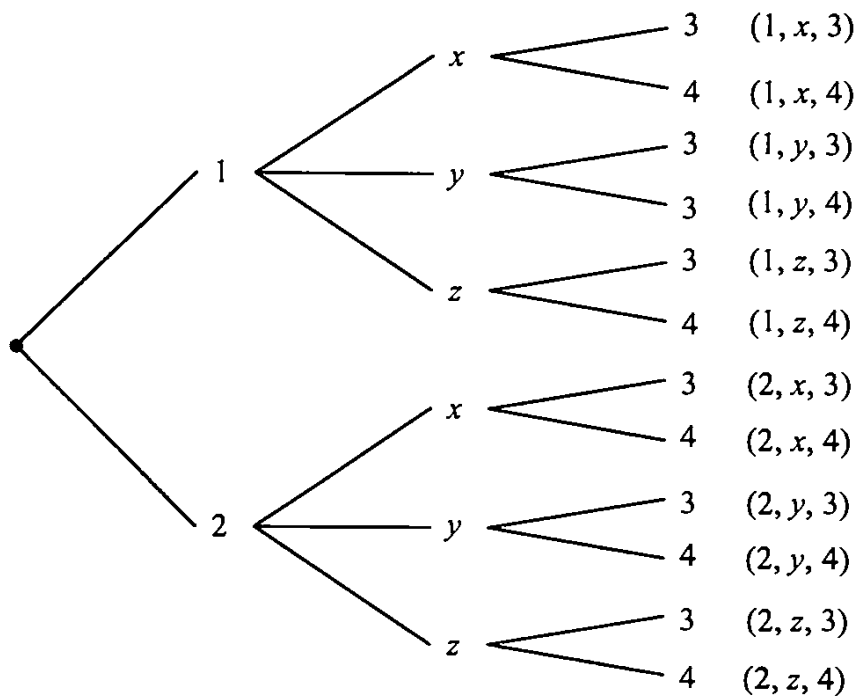 3 (1, x, 3)
x
4 (1, x, 4)
3 (1, y, 3)
1 y
3 (1, y, 4)
3 (1, z, 3)
z
4 (1, z, 4)
3 (2, x, 3)
x
4 (2, x, 4)
3 (2, y, 3)
2 y
4 (2, y, 4)
3 (2, z, 3)
z
4 (2, z, 4)